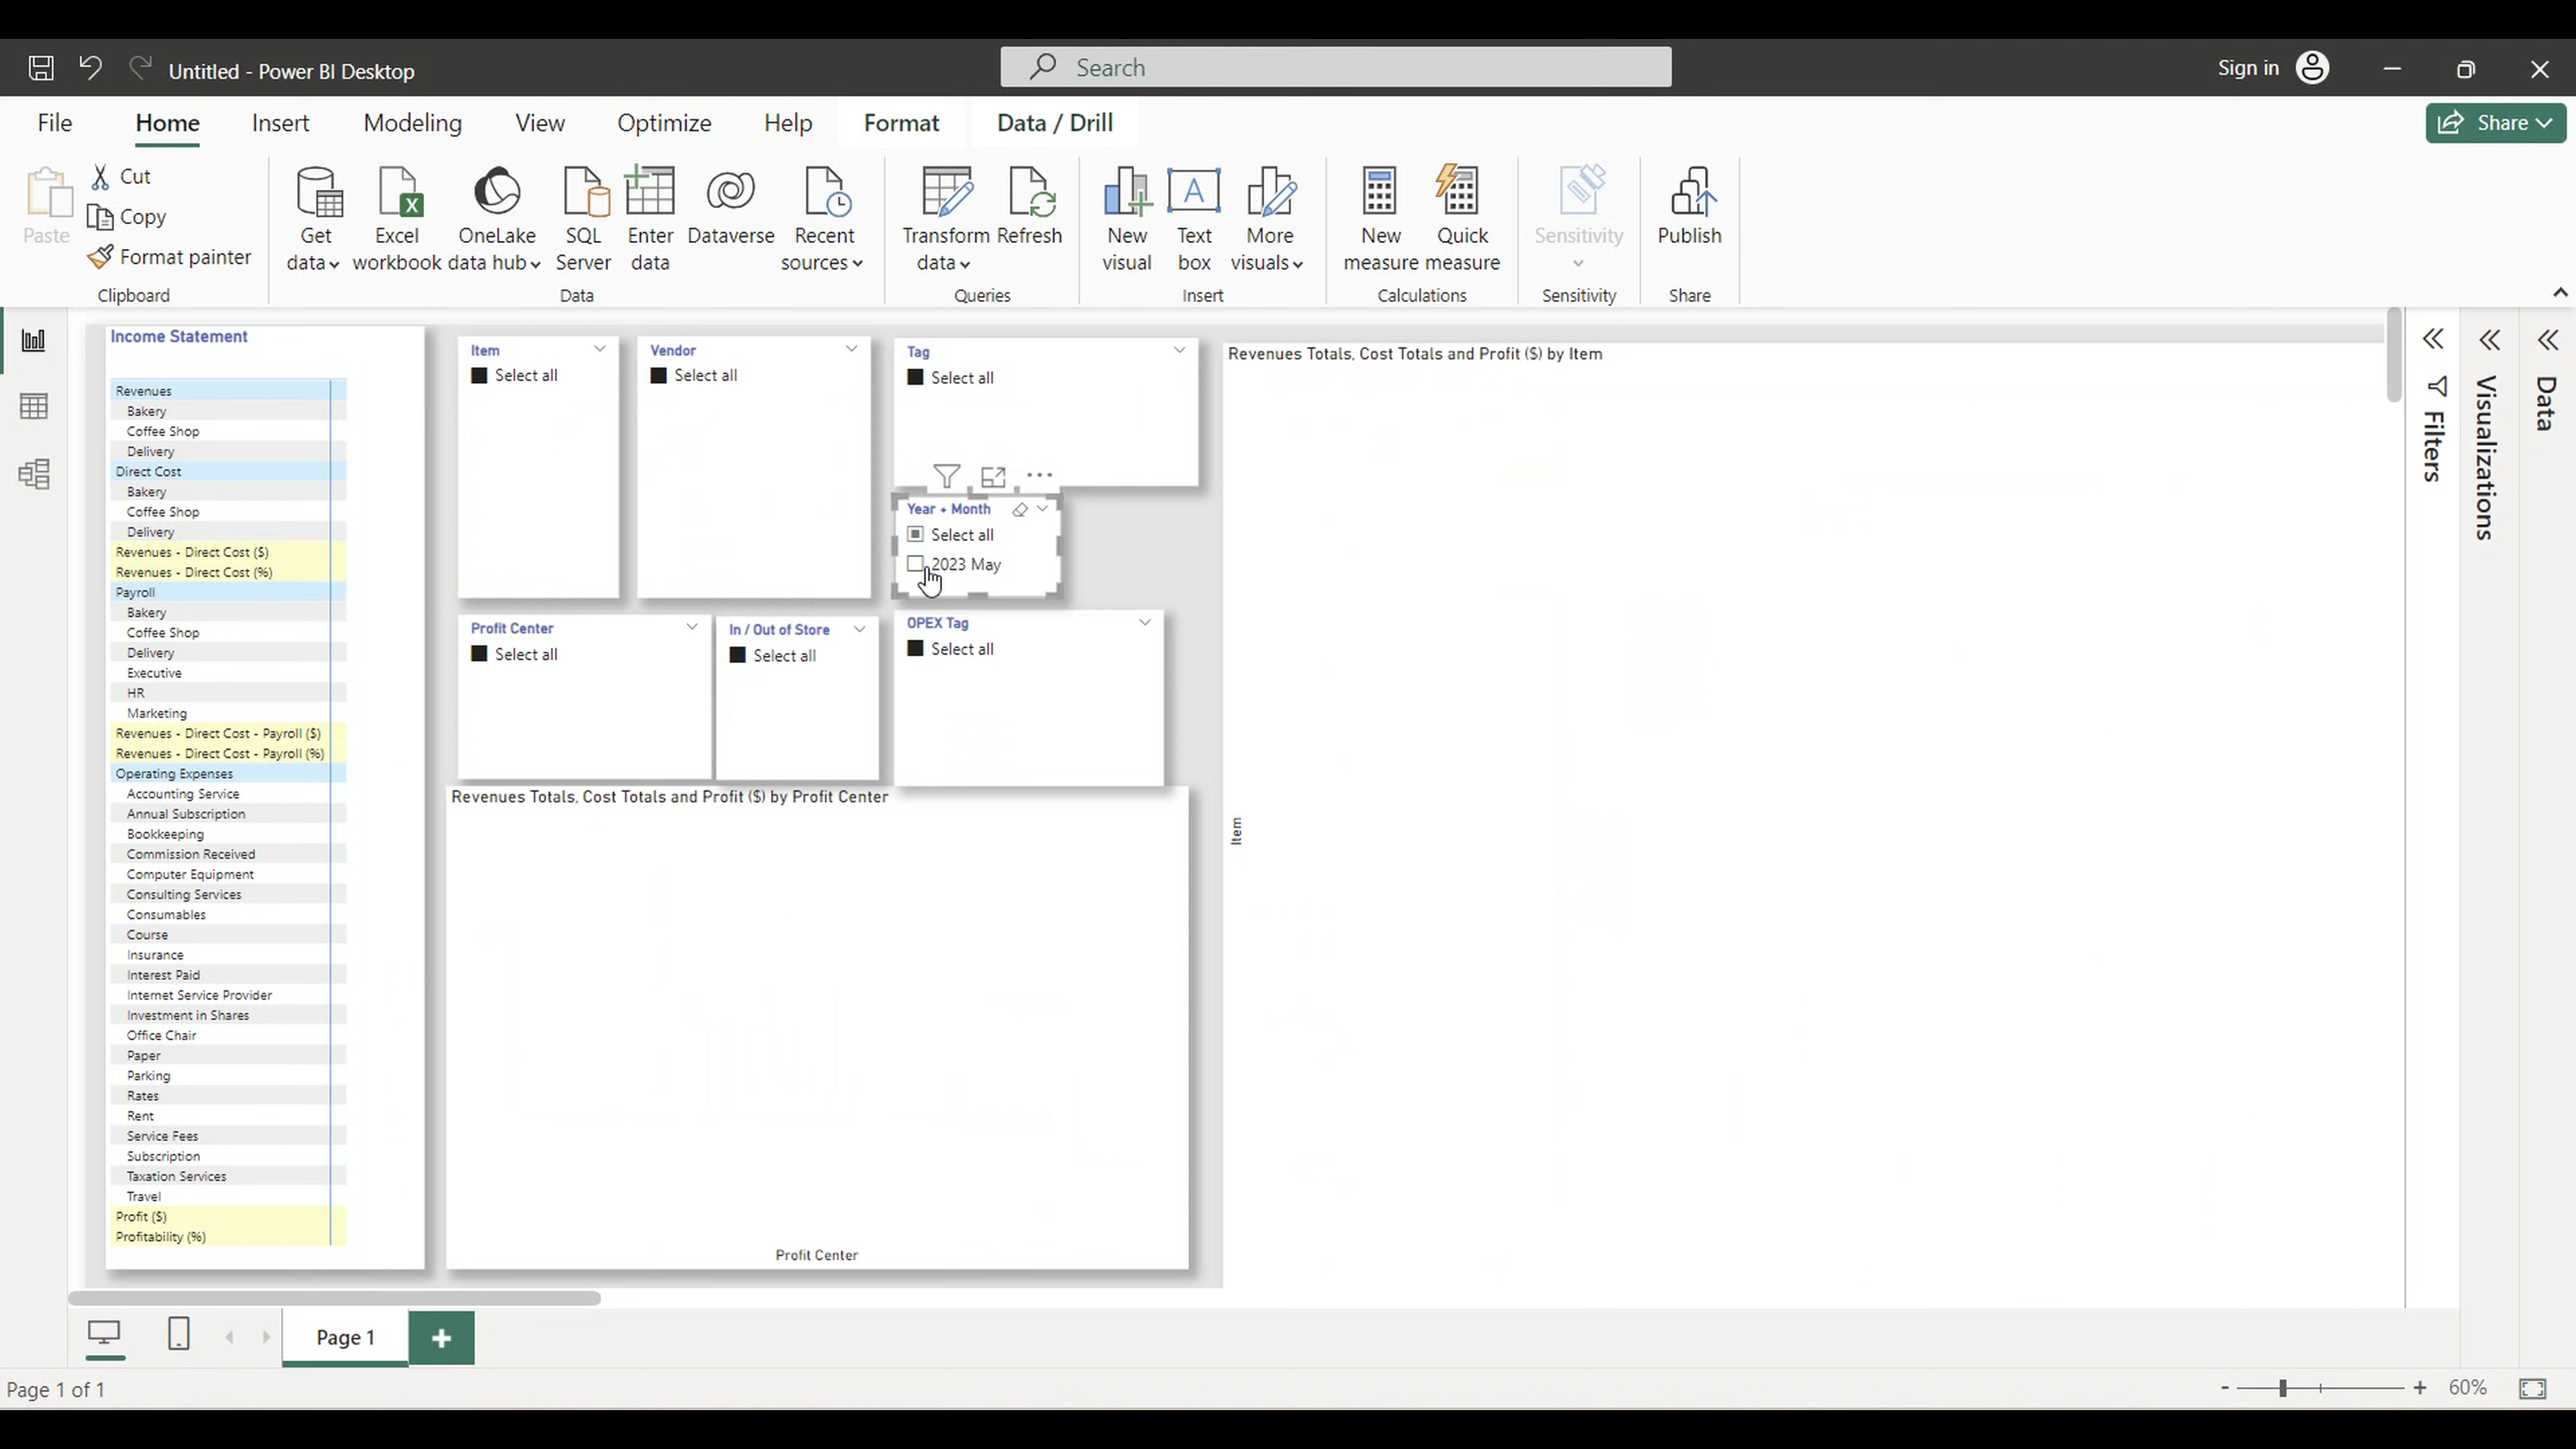 Untitled - Power BI Desktop
Search
Sign in
File
Home
Insert
Modeling
View
Optimize
Help
Format
Data / Drill
Share
Paste
Cut
Copy
Format painter
Clipboard
Get data
Excel workbook
OneLake data hub
SQL Server
Enter data
Dataverse
Recent sources
Data
Transform data
Refresh
Queries
New visual
Text box
More visuals
Insert
New measure
Quick measure
Calculations
Sensitivity
Sensitivity
Publish
Share
Income Statement
Revenues
Bakery
Coffee Shop
Delivery
Direct Cost
Bakery
Coffee Shop
Delivery
Revenues - Direct Cost ($)
Revenues - Direct Cost (%)
Payroll
Bakery
Coffee Shop
Delivery
Executive
HR
Marketing
Revenues - Direct Cost - Payroll ($)
Revenues - Direct Cost - Payroll (%)
Operating Expenses
Accounting Service
Annual Subscription
Bookkeeping
Commission Received
Computer Equipment
Consulting Services
Consumables
Course
Insurance
Interest Paid
Internet Service Provider
Investment in Shares
Office Chair
Paper
Parking
Rates
Rent
Service Fees
Subscription
Taxation Services
Travel
Profit ($)
Profitability (%)
Item
Select all
Vendor
Select all
Tag
Select all
Year + Month
Select all
2023 May
Profit Center
Select all
In / Out of Store
Select all
OPEX Tag
Select all
Revenues Totals, Cost Totals and Profit ($) by Profit Center
Profit Center
Revenues Totals, Cost Totals and Profit ($) by Item
Item
Filters
Visualizations
Data
Page 1
Page 1 of 1
60%